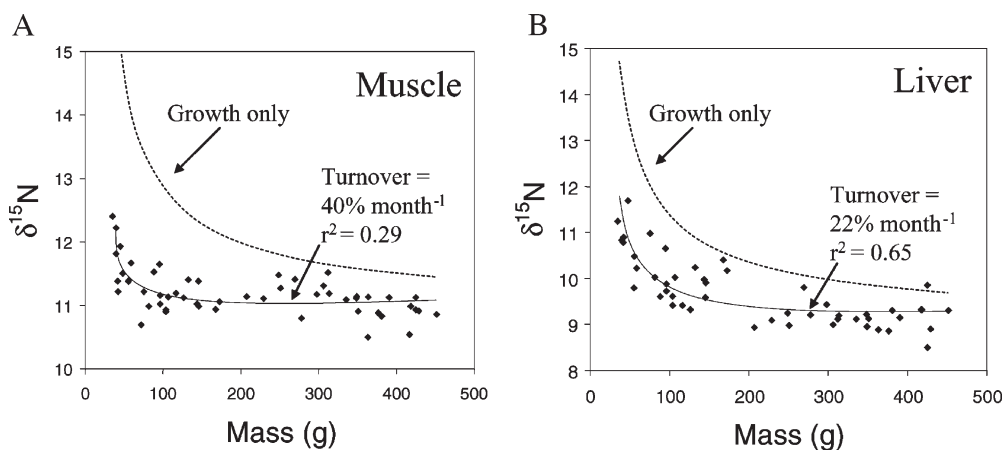 A
Muscle
Growth only
Turnover =
40% month⁻¹
r² = 0.29
δ¹⁵N
15
14
13
12
11
10
0
100
200
300
400
500
Mass (g)
B
Liver
Growth only
Turnover =
22% month⁻¹
r² = 0.65
δ¹⁵N
15
14
13
12
11
10
9
8
0
100
200
300
400
500
Mass (g)